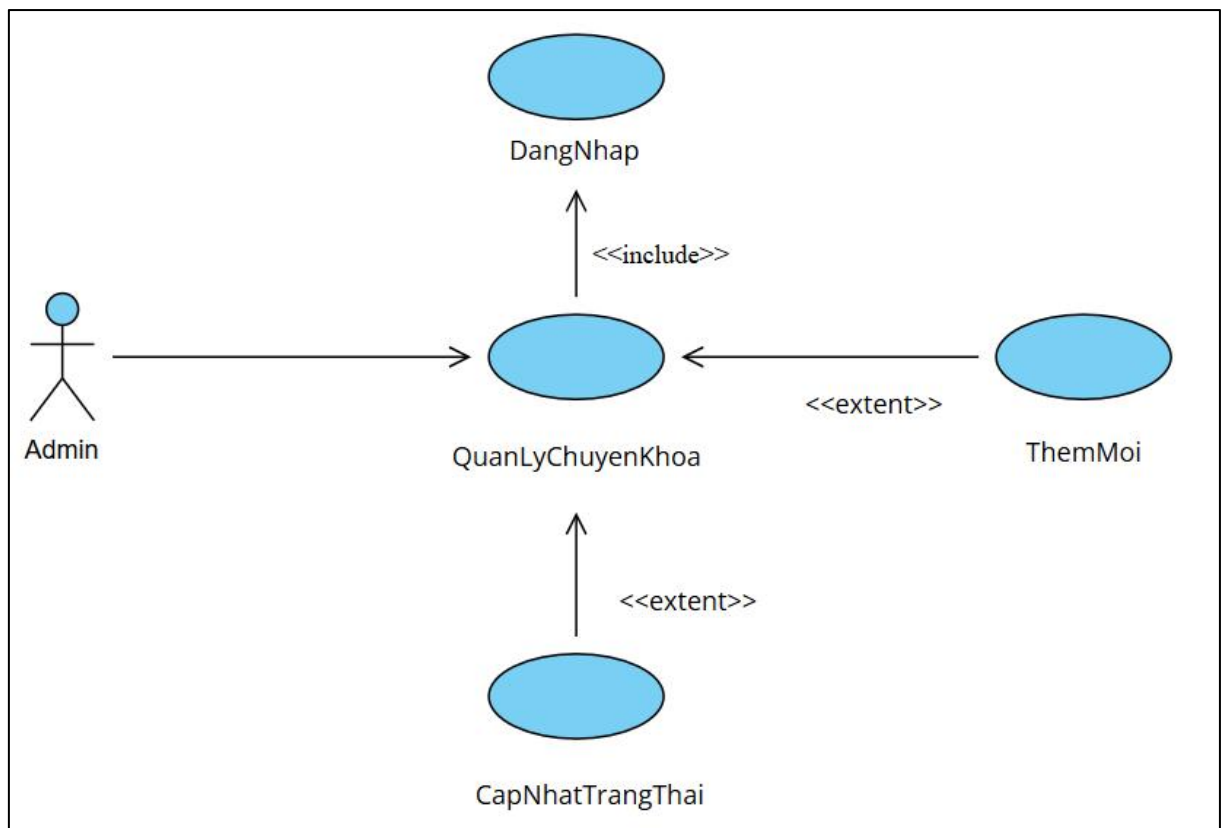 DangNhap
<<include>>
Admin
QuanLyChuyenKhoa
<<extent>>
ThemMoi
<<extent>>
CapNhatTrangThai